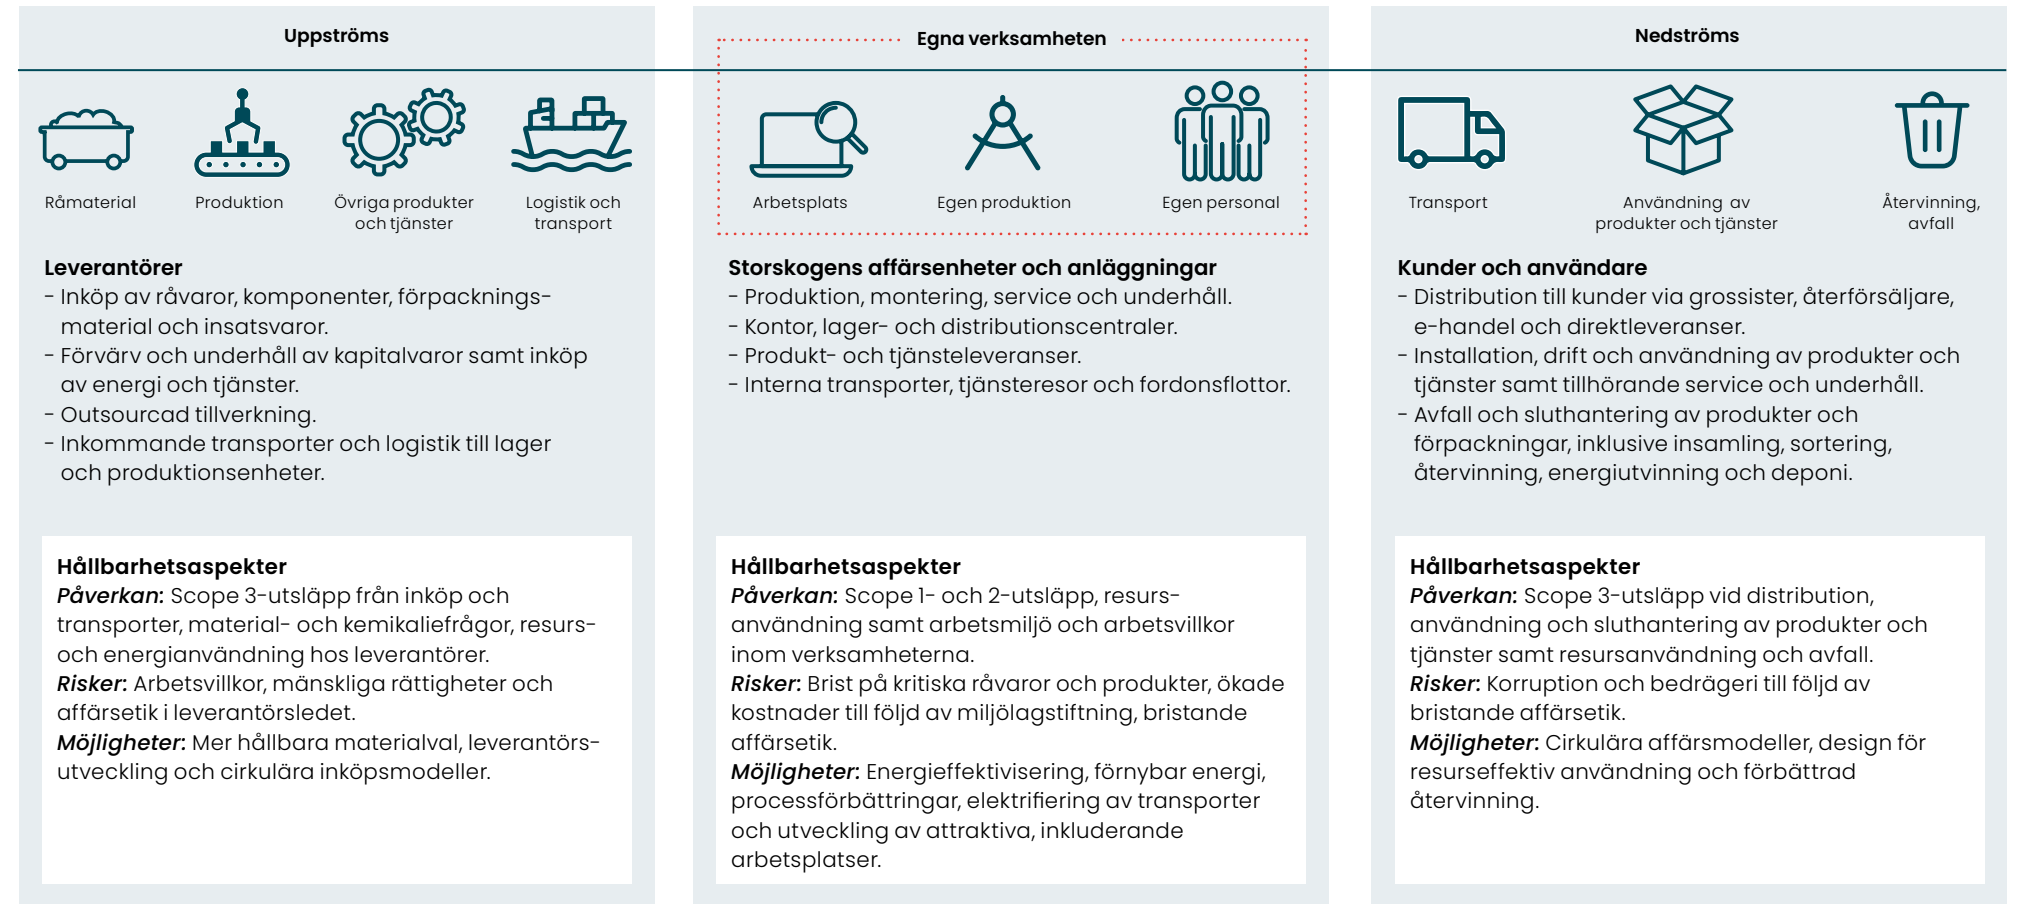 Uppströms
Råmaterial
Produktion
Övriga produkter
och tjänster
Logistik och
transport
Leverantörer
- Inköp av råvaror, komponenter, förpacknings-
material och insatsvaror.
- Förvärv och underhåll av kapitalvaror samt inköp
av energi och tjänster.
- Outsourcad tillverkning.
- Inkommande transporter och logistik till lager
och produktionsenheter.
Hållbarhetsaspekter
Påverkan: Scope 3-utsläpp från inköp och
transporter, material- och kemikaliefrågor, resurs-
och energianvändning hos leverantörer.
Risker: Arbetsvillkor, mänskliga rättigheter och
affärsetik i leverantörsledet.
Möjligheter: Mer hållbara materialval, leverantörs-
utveckling och cirkulära inköpsmodeller.
Egna verksamheten
Arbetsplats
Egen produktion
Egen personal
Storskogens affärsenheter och anläggningar
- Produktion, montering, service och underhåll.
- Kontor, lager- och distributionscentraler.
- Produkt- och tjänsteleveranser.
- Interna transporter, tjänsteresor och fordonsflottor.
Hållbarhetsaspekter
Påverkan: Scope 1- och 2-utsläpp, resurs-
användning samt arbetsmiljö och arbetsvillkor
inom verksamheterna.
Risker: Brist på kritiska råvaror och produkter, ökade
kostnader till följd av miljölagstiftning, bristande
affärsetik.
Möjligheter: Energieffektivisering, förnybar energi,
processförbättringar, elektrifiering av transporter
och utveckling av attraktiva, inkluderande
arbetsplatser.
Nedströms
Transport
Användning av
produkter och tjänster
Återvinning,
avfall
Kunder och användare
- Distribution till kunder via grossister, återförsäljare,
e-handel och direktleveranser.
- Installation, drift och användning av produkter och
tjänster samt tillhörande service och underhåll.
- Avfall och sluthantering av produkter och
förpackningar, inklusive insamling, sortering,
återvinning, energiutvinning och deponi.
Hållbarhetsaspekter
Påverkan: Scope 3-utsläpp vid distribution,
användning och sluthantering av produkter och
tjänster samt resursanvändning och avfall.
Risker: Korruption och bedrägeri till följd av
bristande affärsetik.
Möjligheter: Cirkulära affärsmodeller, design för
resurseffektiv användning och förbättrad
återvinning.